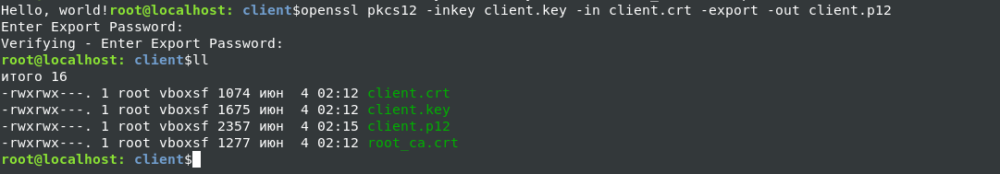 Hello, world!root@localhost: client$openssl pkcs12 -inkey client.key -in client.crt -export -out client.p12
Enter Export Password:
Verifying - Enter Export Password:
root@localhost: client$ll
итого 16
-rwxrwx---. 1 root vboxsf 1074 июн  4 02:12 client.crt
-rwxrwx---. 1 root vboxsf 1675 июн  4 02:12 client.key
-rwxrwx---. 1 root vboxsf 2357 июн  4 02:15 client.p12
-rwxrwx---. 1 root vboxsf 1277 июн  4 02:12 root_ca.crt
root@localhost: client$